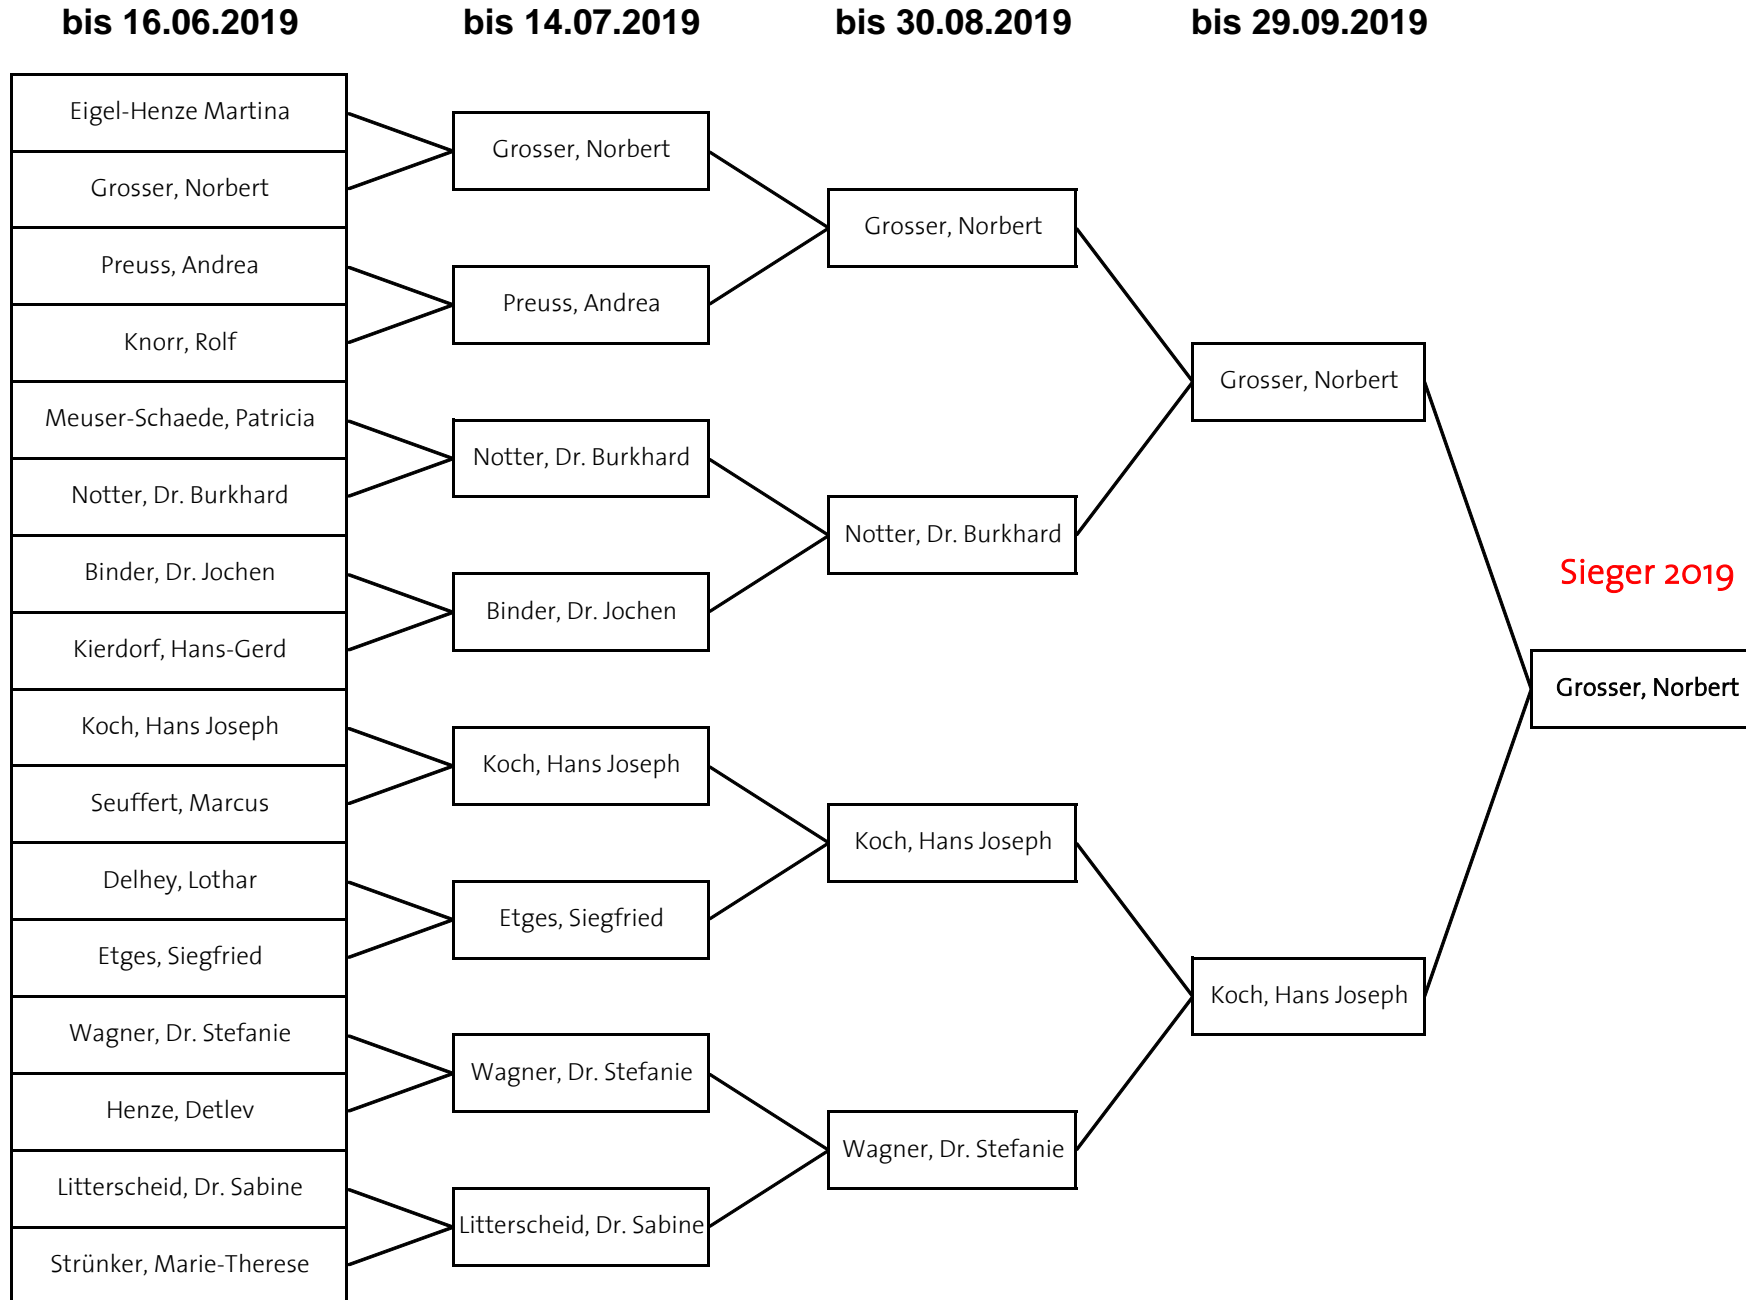 bis 16.06.2019
bis 14.07.2019
bis 30.08.2019
bis 29.09.2019
Eigel-Henze Martina
Grosser, Norbert
Preuss, Andrea
Knorr, Rolf
Meuser-Schaede, Patricia
Notter, Dr. Burkhard
Binder, Dr. Jochen
Kierdorf, Hans-Gerd
Koch, Hans Joseph
Seuffert, Marcus
Delhey, Lothar
Etges, Siegfried
Wagner, Dr. Stefanie
Henze, Detlev
Litterscheid, Dr. Sabine
Strünker, Marie-Therese
Grosser, Norbert
Preuss, Andrea
Notter, Dr. Burkhard
Binder, Dr. Jochen
Koch, Hans Joseph
Etges, Siegfried
Wagner, Dr. Stefanie
Litterscheid, Dr. Sabine
Grosser, Norbert
Notter, Dr. Burkhard
Koch, Hans Joseph
Wagner, Dr. Stefanie
Grosser, Norbert
Koch, Hans Joseph
Sieger 2019
Grosser, Norbert